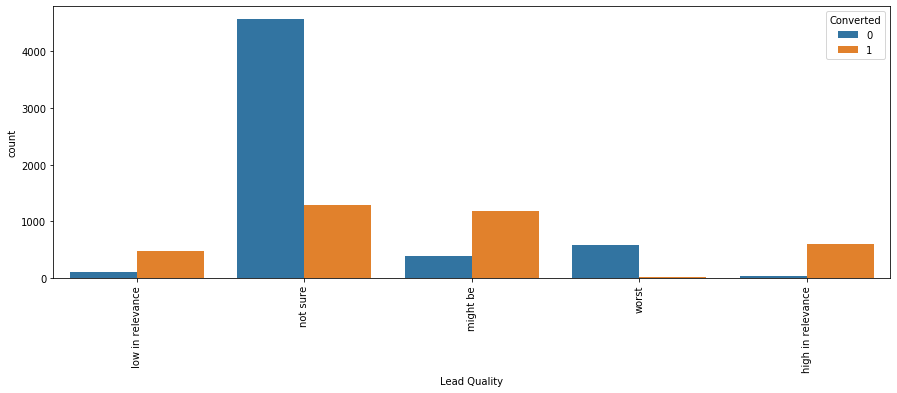 Converted
0
1
4000
3000
2000
1000
0
count
low in relevance
not sure
might be
worst
high in relevance
Lead Quality